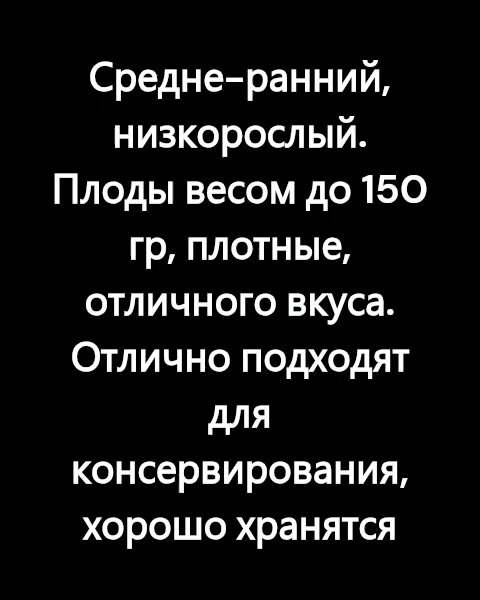 Средне-ранний,
низкорослый.
Плоды весом до 150
гр, плотные,
отличного вкуса.
Отлично подходят
для
консервирования,
хорошо хранятся